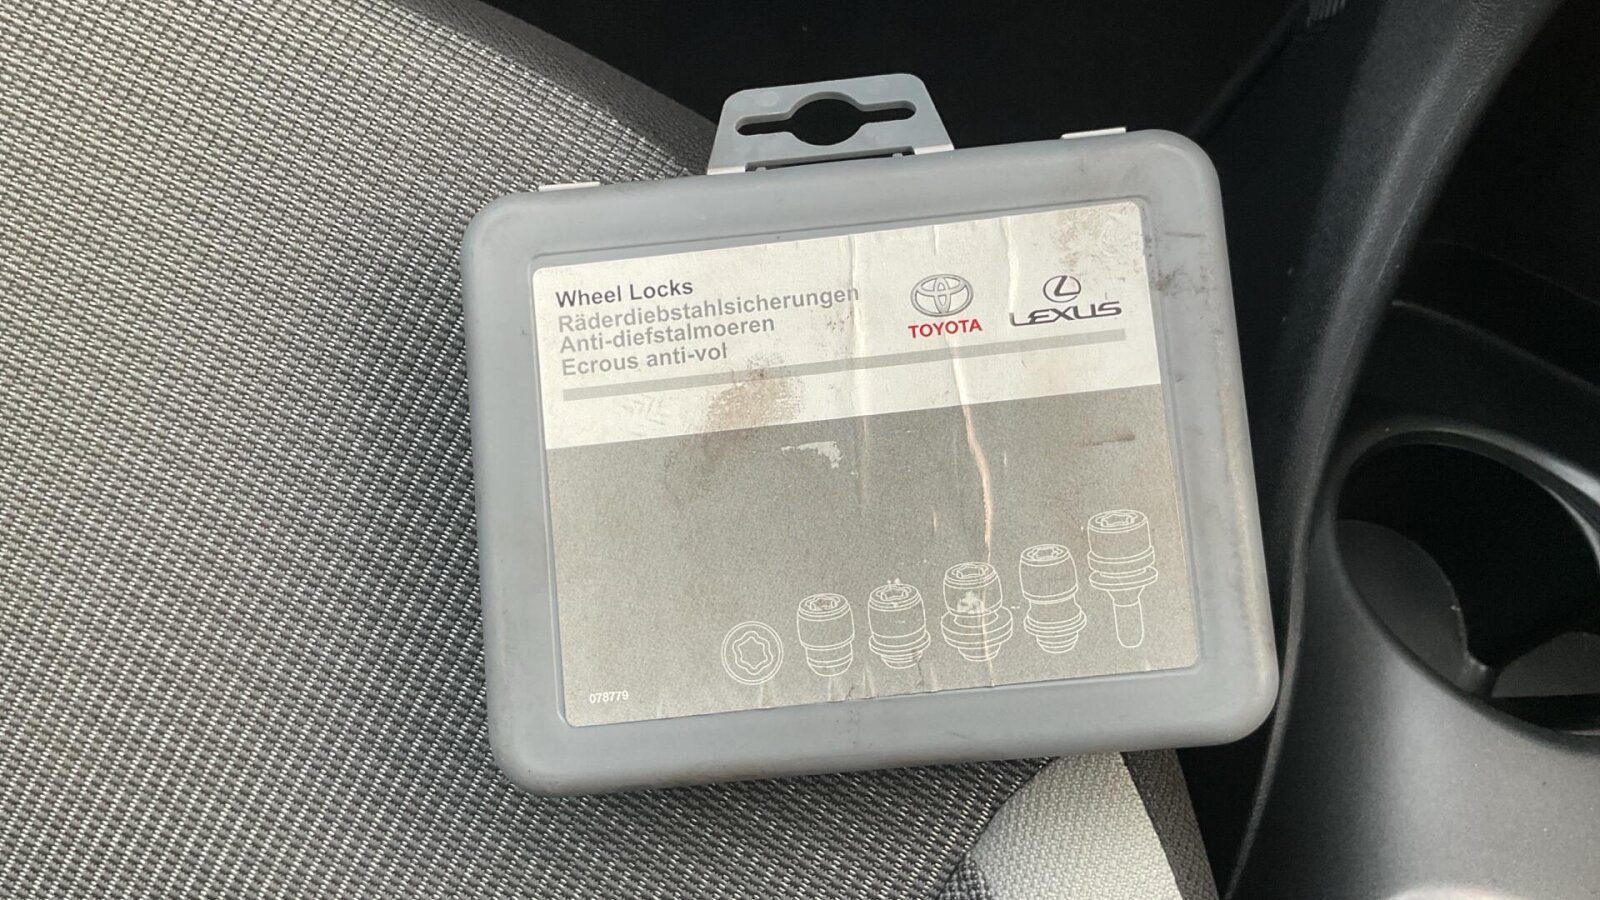 Wheel Locks
Räderdiebstahlsicherungen
Anti-diefstalmoeren
Ecrous anti-vol
TOYOTA
LEXUS
078779